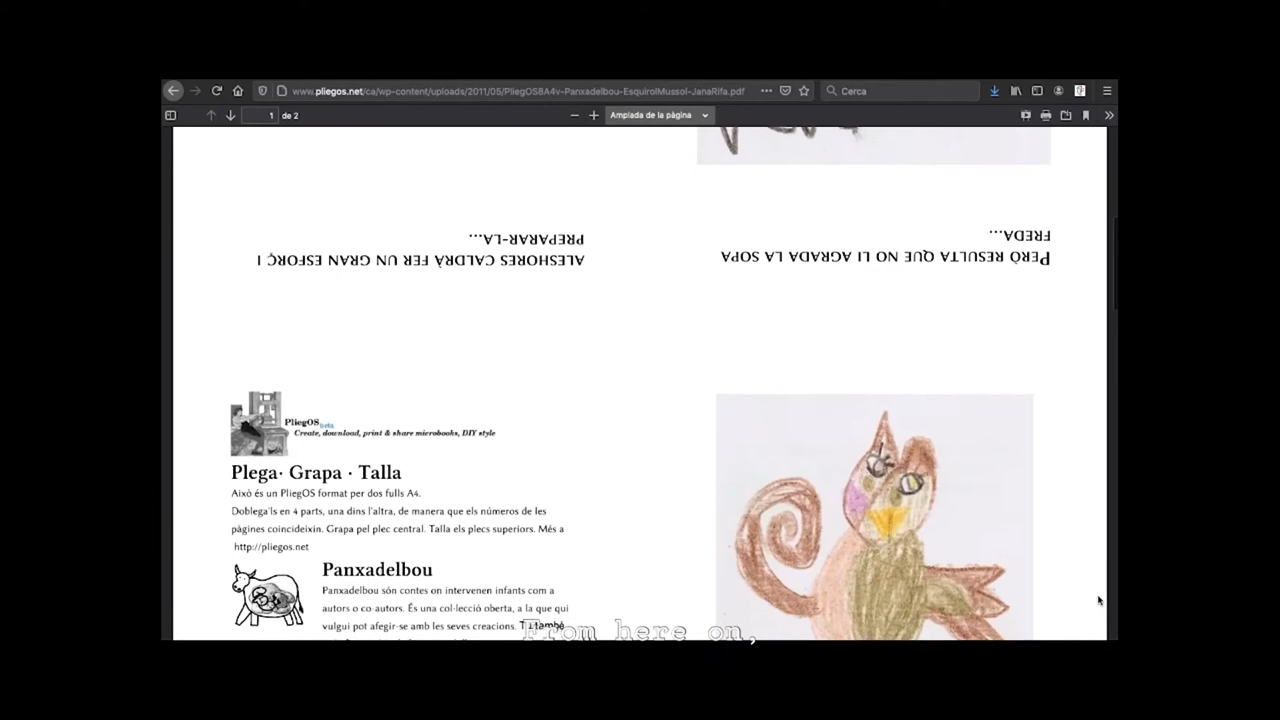 www.pliegos.net/ca/wp-content/uploads/2011/05/PliegOS8A4v-Panxadelbou-EsquirolMussol-JanaRifa.pdf
Cerca
1 de 2
Amplada de la pàgina
ALESHORES CALDRÀ FER UN GRAN ESFORÇ I
PREPARAR-LA...
PERÒ RESULTA QUE NO LI AGRADA LA SOPA
FREDA...
PliegOS beta
Create, download, print & share microbooks, DIY style
Plega· Grapa · Talla
Això és un PliegOS format per dos fulls A4.
Doblega'ls en 4 parts, una dins l'altra, de manera que els números de les
pàgines coincideixin. Grapa pel plec central. Talla els plecs superiors. Més a
http://pliegos.net
Panxadelbou
Panxadelbou són contes on intervenen infants com a
autors o co-autors. És una col·lecció oberta, a la que qui
vulgui pot afegir-se amb les seves creacions. Tu també
From here on,